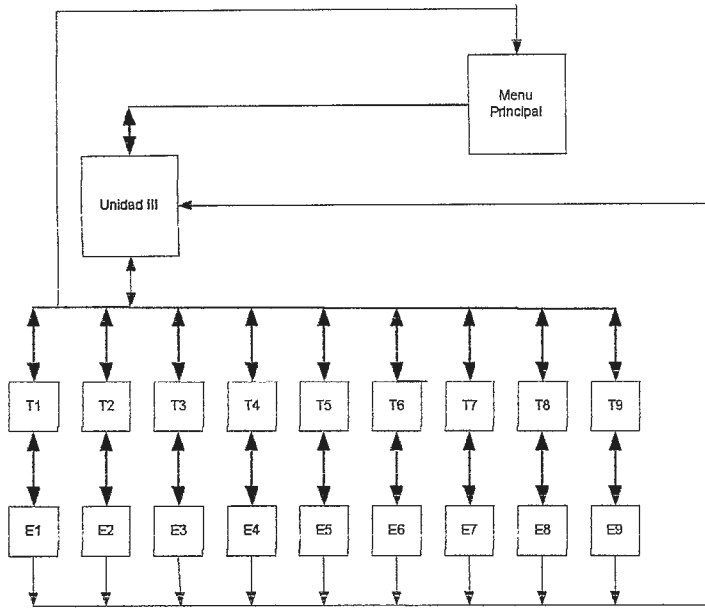 Menu
Principal
Unidad III
T1 T2 T3 T4 T5 T6 T7 T8 T9
E1 E2 E3 E4 E5 E6 E7 E8 E9